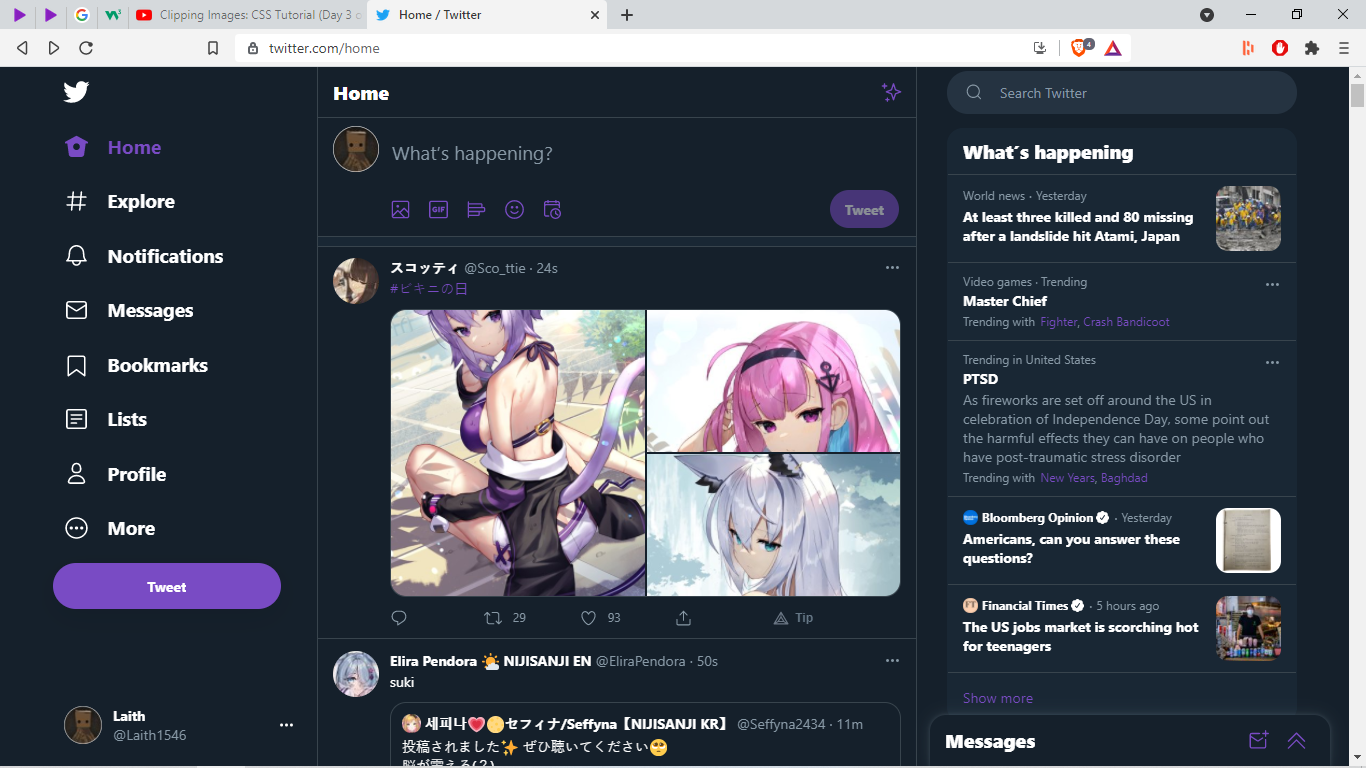 Clipping Images: CSS Tutorial (Day 3 o
Home / Twitter
twitter.com/home
4
Home
Explore
Notifications
Messages
Bookmarks
Lists
Profile
More
Tweet
Laith
@Laith1546
Home
What's happening?
GIF
Tweet
スコッティ @Sco_ttie · 24s
#ビキニの日
29
93
Tip
Elira Pendora 🌤️ NIJISANJI EN @EliraPendora · 50s
suki
세피나❤️🌕セフィナ/Seffyna【NIJISANJI KR】 @Seffyna2434 · 11m
投稿されました✨ ぜひ聴いてください🥺
脳が震える(？)
Search Twitter
What's happening
World news · Yesterday
At least three killed and 80 missing
after a landslide hit Atami, Japan
Video games · Trending
Master Chief
Trending with Fighter, Crash Bandicoot
Trending in United States
PTSD
As fireworks are set off around the US in
celebration of Independence Day, some point out
the harmful effects they can have on people who
have post-traumatic stress disorder
Trending with New Years, Baghdad
Bloomberg Opinion · Yesterday
Americans, can you answer these
questions?
FT
Financial Times · 5 hours ago
The US jobs market is scorching hot
for teenagers
Show more
Messages